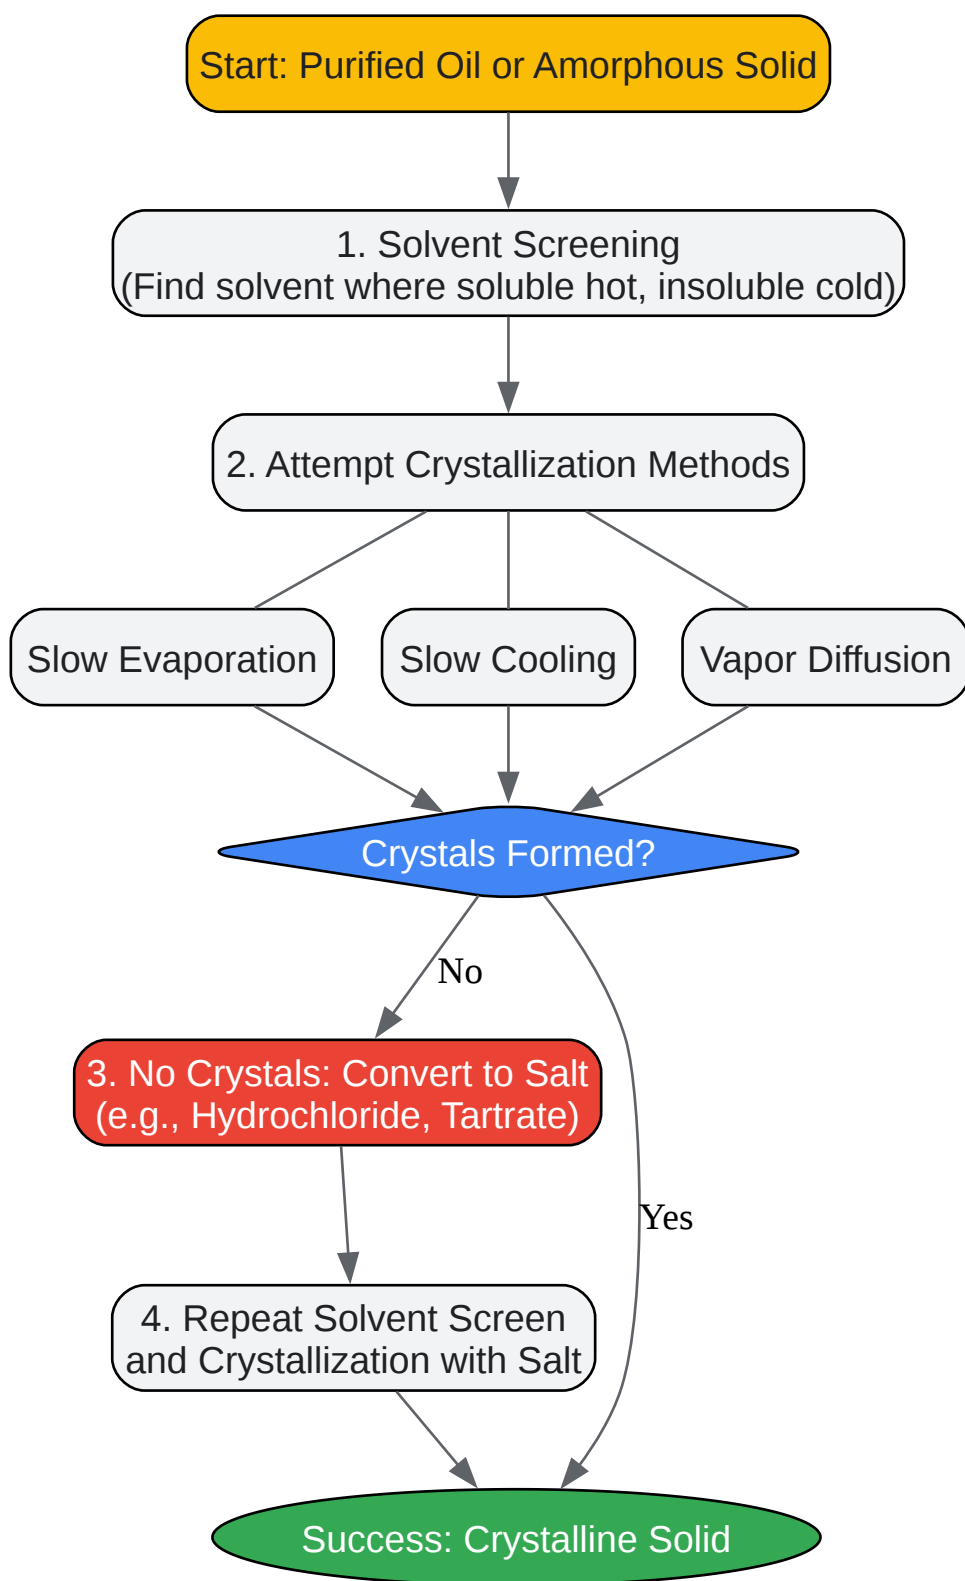 Start: Purified Oil or Amorphous Solid
1. Solvent Screening
(Find solvent where soluble hot, insoluble cold)
2. Attempt Crystallization Methods
Slow Evaporation
Slow Cooling
Vapor Diffusion
Crystals Formed?
No
3. No Crystals: Convert to Salt
(e.g., Hydrochloride, Tartrate)
Yes
4. Repeat Solvent Screen
and Crystallization with Salt
Success: Crystalline Solid